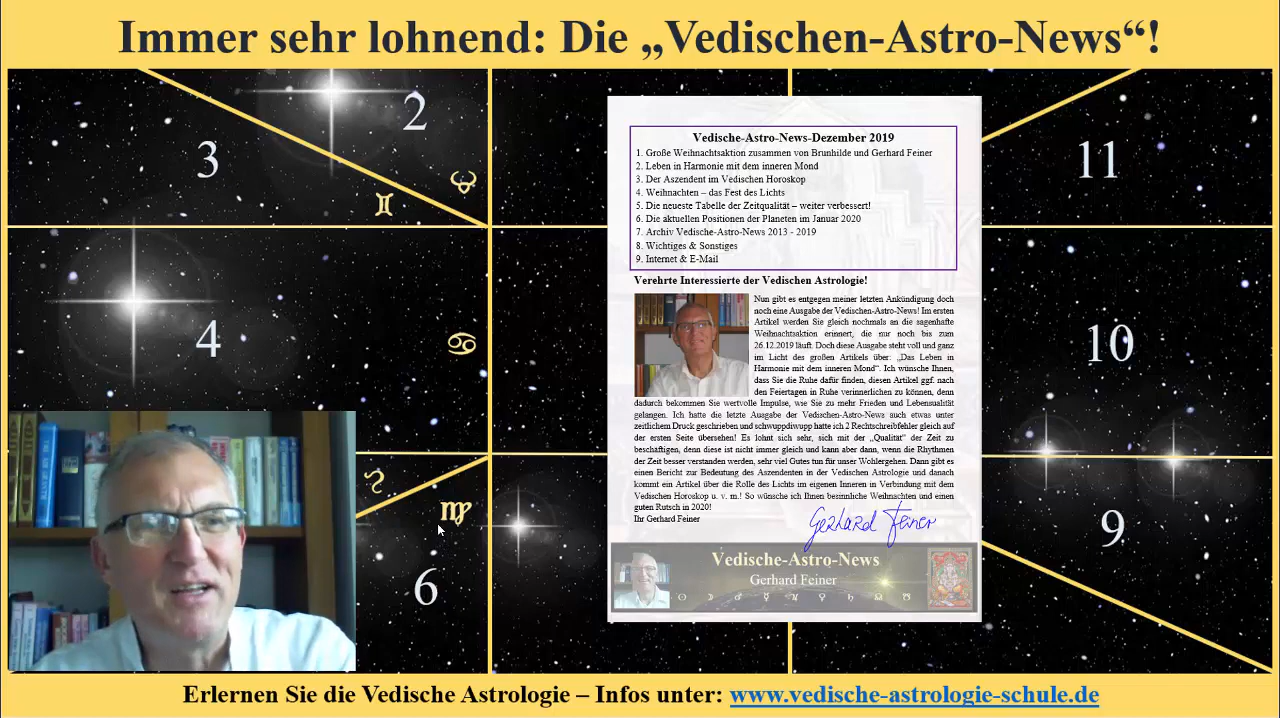 Immer sehr lohnend: Die „Vedischen-Astro-News“!
2
3
11
4
10
9
6
Vedische-Astro-News-Dezember 2019
1. Große Weihnachtsaktion zusammen von Brunhilde und Gerhard Feiner
2. Leben in Harmonie mit dem inneren Mond
3. Der Aszendent im Vedischen Horoskop
4. Weihnachten – das Fest des Lichts
5. Die neueste Tabelle der Zeitqualität – weiter verbessert!
6. Die aktuellen Positionen der Planeten im Januar 2020
7. Archiv Vedische-Astro-News 2013 - 2019
8. Wichtiges & Sonstiges
9. Internet & E-Mail
Verehrte Interessierte der Vedischen Astrologie!
Nun gibt es entgegen meiner letzten Ankündigung doch
noch eine Ausgabe der Vedischen-Astro-News! Im ersten
Artikel werden Sie gleich nochmals an die sagenhafte
Weihnachtsaktion erinnert, die nur noch bis zum
26.12.2019 läuft. Doch diese Ausgabe steht voll und ganz
im Licht des großen Artikels über: „Das Leben in
Harmonie mit dem inneren Mond“. Ich wünsche Ihnen,
dass Sie die Ruhe dafür finden, diesen Artikel ggf. nach
den Feiertagen in Ruhe verinnerlichen zu können, denn
dadurch bekommen Sie wertvolle Impulse, wie Sie zu mehr Frieden und Lebensqualität
gelangen. Ich hatte die letzte Ausgabe der Vedischen-Astro-News auch etwas unter
zeitlichem Druck geschrieben und schwuppdiwupp hatte ich 2 Rechtschreibfehler gleich auf
der ersten Seite übersehen! Es lohnt sich sehr, sich mit der „Qualität“ der Zeit zu
beschäftigen, denn diese ist nicht immer gleich und kann aber dann, wenn die Rhythmen
der Zeit besser verstanden werden, sehr viel Gutes tun für unser Wohlergehen. Dann gibt es
einen Bericht zur Bedeutung des Aszendenten in der Vedischen Astrologie und danach
kommt ein Artikel über die Rolle des Lichts im eigenen Inneren in Verbindung mit dem
Vedischen Horoskop u. v. m.! So wünsche ich Ihnen besinnliche Weihnachten und einen
guten Rutsch in 2020!
Ihr Gerhard Feiner
Gerhard Feiner
Vedische-Astro-News
Gerhard Feiner
Erlernen Sie die Vedische Astrologie – Infos unter: www.vedische-astrologie-schule.de